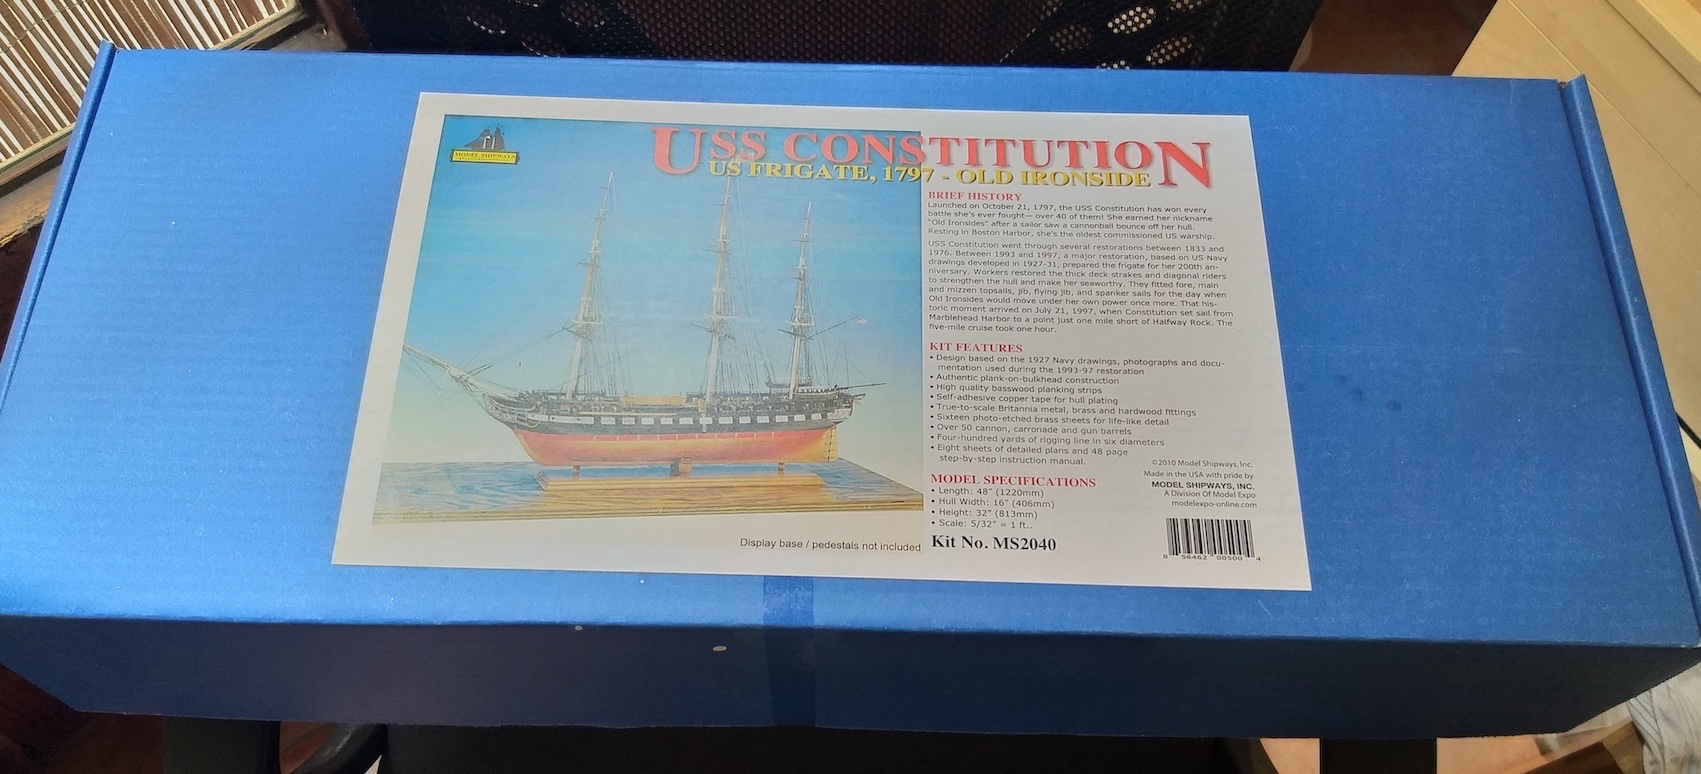 MODEL SHIPWAYS
USS CONSTITUTION
US FRIGATE, 1797 - OLD IRONSIDE
BRIEF HISTORY
Launched on October 21, 1797, the USS Constitution has won every
battle she's ever fought— over 40 of them! She earned her nickname
"Old Ironsides" after a sailor saw a cannonball bounce off her hull.
Resting in Boston Harbor, she's the oldest commissioned US warship.
USS Constitution went through several restorations between 1833 and
1976. Between 1993 and 1997, a major restoration, based on US Navy
drawings developed in 1927-31, prepared the frigate for her 200th an-
niversary. Workers restored the thick deck strakes and diagonal riders
to strengthen the hull and make her seaworthy. They fitted fore, main
and mizzen topsails, jib, flying jib, and spanker sails for the day when
Old Ironsides would move under her own power once more. That his-
toric moment arrived on July 21, 1997, when Constitution set sail from
Marblehead Harbor to a point just one mile short of Halfway Rock. The
five-mile cruise took one hour.
KIT FEATURES
• Design based on the 1927 Navy drawings, photographs and docu-
mentation used during the 1993-97 restoration
• Authentic plank-on-bulkhead construction
• High quality basswood planking strips
• Self-adhesive copper tape for hull plating
• True-to-scale Britannia metal, brass and hardwood fittings
• Sixteen photo-etched brass sheets for life-like detail
• Over 50 cannon, carronade and gun barrels
• Four-hundred yards of rigging line in six diameters
• Eight sheets of detailed plans and 48 page
step-by-step instruction manual.
MODEL SPECIFICATIONS
• Length: 48" (1220mm)
• Hull Width: 16" (406mm)
• Height: 32" (813mm)
• Scale: 5/32" = 1 ft..
Kit No. MS2040
©2010 Model Shipways, Inc.
Made in the USA with pride by
MODEL SHIPWAYS, INC.
A Division Of Model Expo
modelexpo-online.com
8 56462 00500 4
Display base / pedestals not included